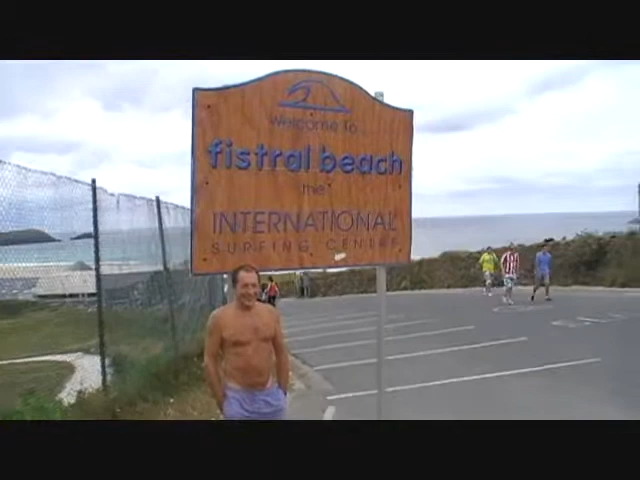 Welcome To
fistral beach
the
INTERNATIONAL
SURFING CENTRE